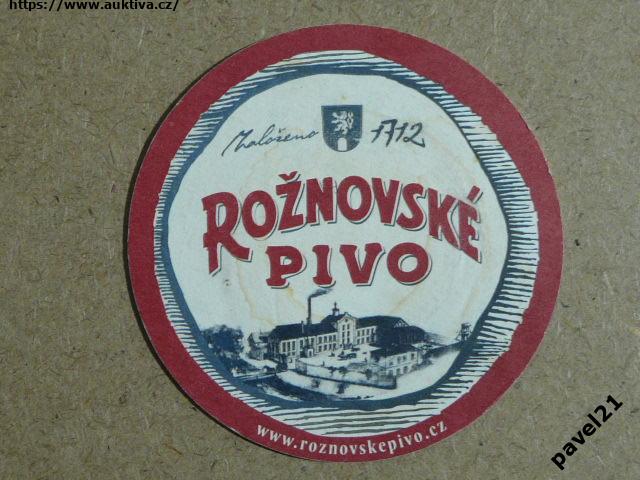 https://www.auktiva.cz/
Založeno 1712
ROŽNOVSKÉ
PIVO
www.roznovskepivo.cz
pavel21